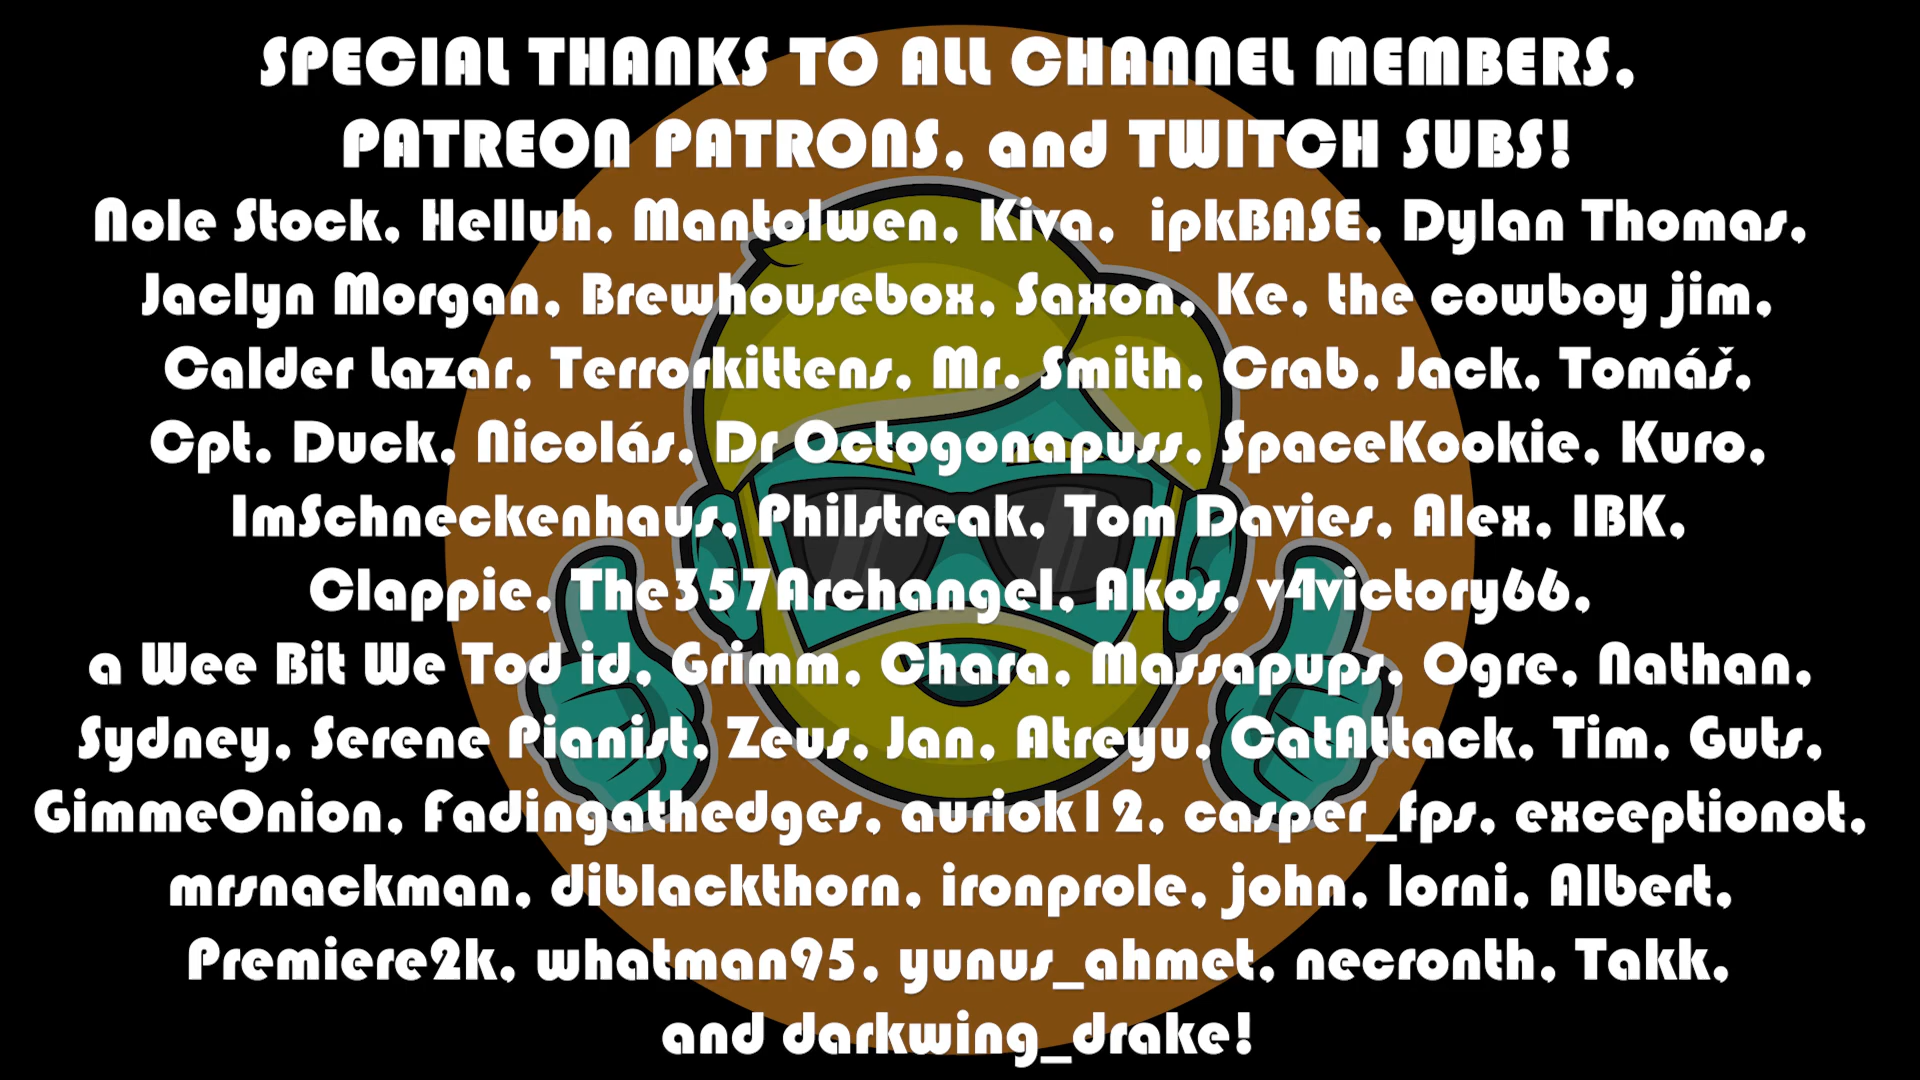 SPECIAL THANKS TO ALL CHANNEL MEMBERS,
PATREON PATRONS, and TWITCH SUBS!
Nole Stock, Helluh, Mantolwen, Kiva, ipkBASE, Dylan Thomas,
Jaclyn Morgan, Brewhousebox, Saxon, Ke, the cowboy jim,
Calder Lazar, Terrorkittens, Mr. Smith, Crab, Jack, Tomáš,
Cpt. Duck, Nicolás, Dr Octogonapuss, SpaceKookie, Kuro,
ImSchneckenhaus, Philstreak, Tom Davies, Alex, IBK,
Clappie, The357Archangel, Akos, v4victory66,
a Wee Bit We Tod id, Grimm, Chara, Massapups, Ogre, Nathan,
Sydney, Serene Pianist, Zeus, Jan, Atreyu, CatAttack, Tim, Guts,
GimmeOnion, Fadingathedges, auriok12, casper_fps, exceptionot,
mrsnackman, diblackthorn, ironprole, john, lorni, Albert,
Premiere2k, whatman95, yunus_ahmet, necronth, Takk,
and darkwing_drake!